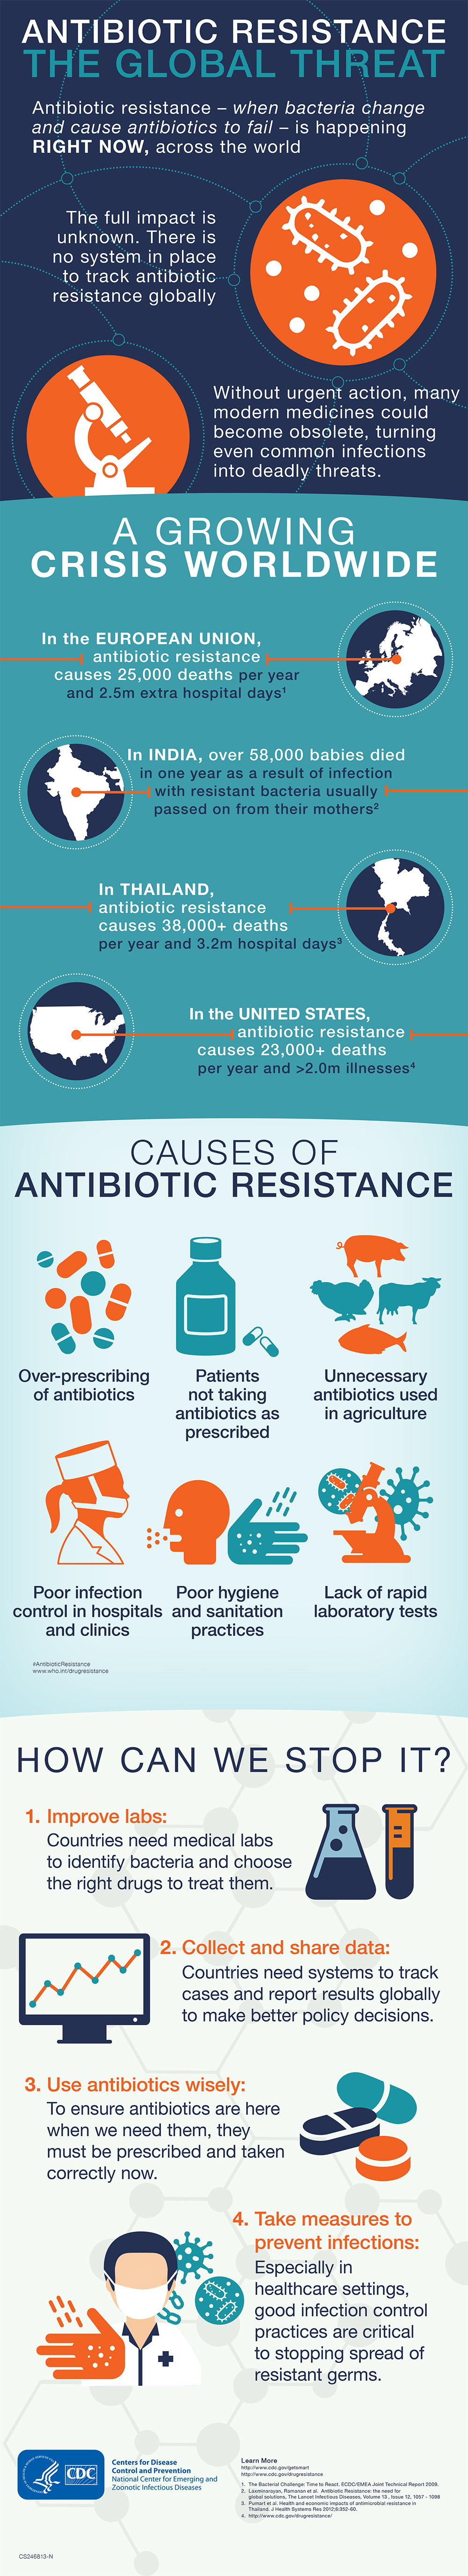 ANTIBIOTIC RESISTANCE
THE GLOBAL THREAT
Antibiotic resistance – when bacteria change
and cause antibiotics to fail – is happening
RIGHT NOW, across the world
The full impact is
unknown. There is
no system in place
to track antibiotic
resistance globally
Without urgent action, many
modern medicines could
become obsolete, turning
even common infections
into deadly threats.
A GROWING
CRISIS WORLDWIDE
In the EUROPEAN UNION,
antibiotic resistance
causes 25,000 deaths per year
and 2.5m extra hospital days¹
In INDIA, over 58,000 babies died
in one year as a result of infection
with resistant bacteria usually
passed on from their mothers²
In THAILAND,
antibiotic resistance
causes 38,000+ deaths
per year and 3.2m hospital days³
In the UNITED STATES,
antibiotic resistance
causes 23,000+ deaths
per year and >2.0m illnesses⁴
CAUSES OF
ANTIBIOTIC RESISTANCE
Over-prescribing
of antibiotics
Patients
not taking
antibiotics as
prescribed
Unnecessary
antibiotics used
in agriculture
Poor infection
control in hospitals
and clinics
Poor hygiene
and sanitation
practices
Lack of rapid
laboratory tests
#AntibioticResistance
www.who.int/drugresistance
HOW CAN WE STOP IT?
1. Improve labs:
Countries need medical labs
to identify bacteria and choose
the right drugs to treat them.
2. Collect and share data:
Countries need systems to track
cases and report results globally
to make better policy decisions.
3. Use antibiotics wisely:
To ensure antibiotics are here
when we need them, they
must be prescribed and taken
correctly now.
4. Take measures to
prevent infections:
Especially in
healthcare settings,
good infection control
practices are critical
to stopping spread of
resistant germs.
CDC
Centers for Disease
Control and Prevention
National Center for Emerging and
Zoonotic Infectious Diseases
Learn More
http://www.cdc.gov/getsmart
http://www.cdc.gov/drugresistance
1. The Bacterial Challenge: Time to React. ECDC/EMEA Joint Technical Report 2009.
2. Laxminarayan, Ramanan et al. Antibiotic Resistance: the need for
global solutions, The Lancet Infectious Diseases, Volume 13 , Issue 12, 1057 - 1098
3. Pumart et al. Health and economic impacts of antimicrobial resistance in
Thailand. J Health Systems Res 2012;6:352-60.
4. http://www.cdc.gov/drugresistance/
CS246813-N